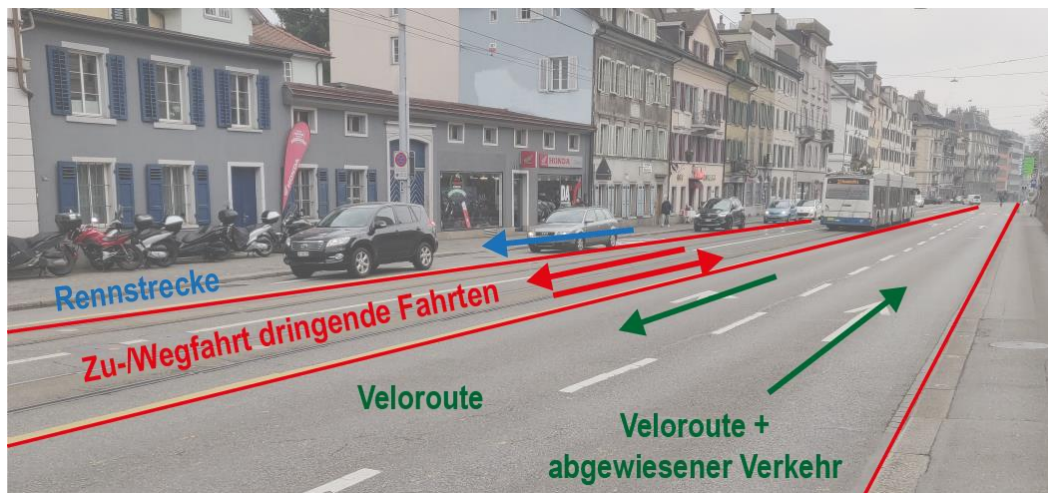 HONDA
Rennstrecke
Zu-/Wegfahrt dringende Fahrten
Veloroute
Veloroute +
abgewiesener Verkehr